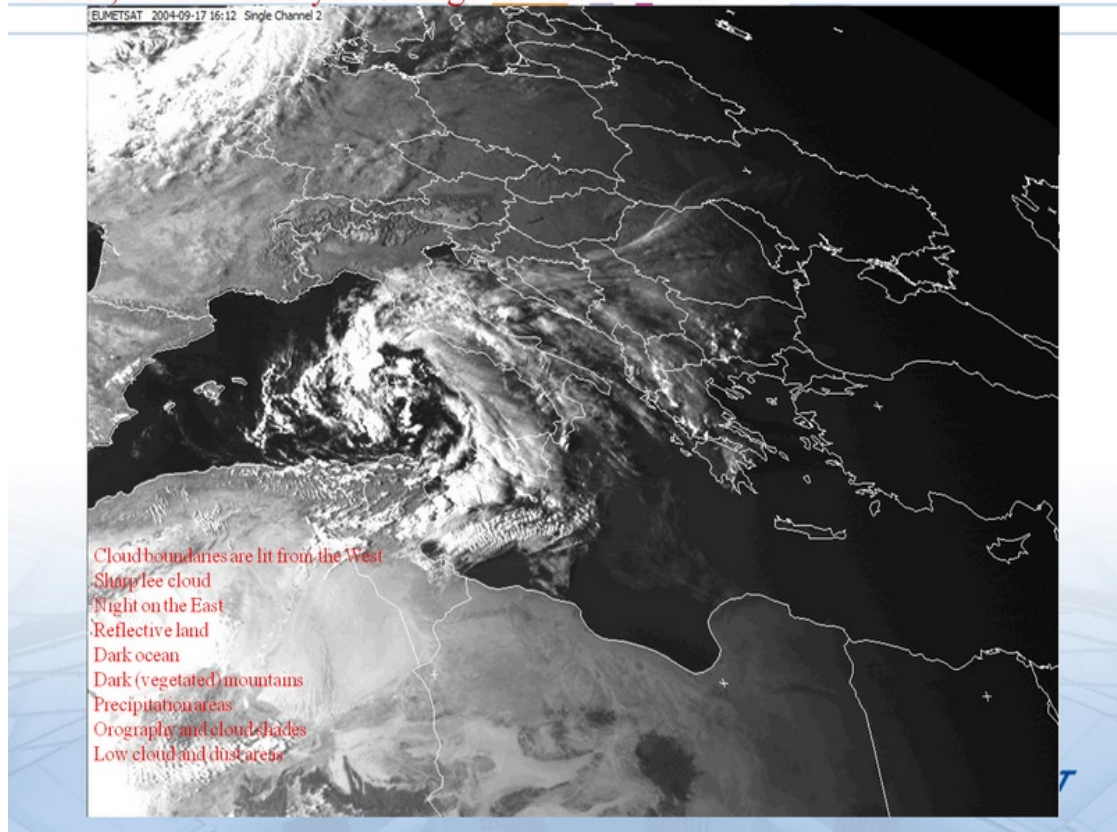 EUMETSAT 2004-09-17 16:12 Single Channel 2
Cloud boundaries are lit from the West
Sharp lee cloud
Night on the East
Reflective land
Dark ocean
Dark (vegetated) mountains
Precipitation areas
Orography and cloud shades
Low cloud and dust areas
T